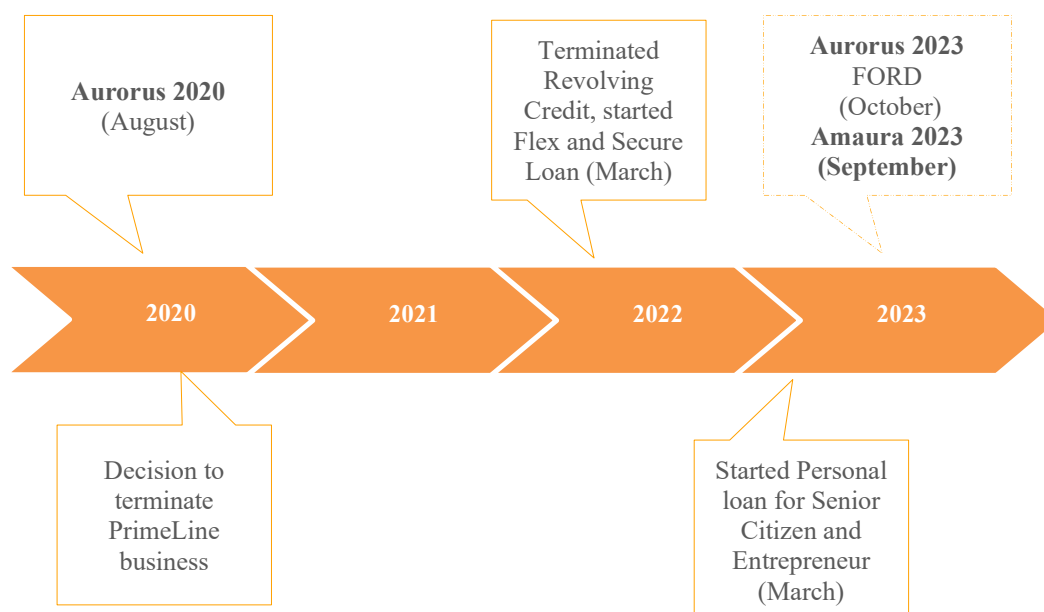 Aurorus 2020
(August)
Terminated
Revolving
Credit, started
Flex and Secure
Loan (March)
Aurorus 2023
FORD
(October)
Amaura 2023
(September)
2020
2021
2022
2023
Decision to
terminate
PrimeLine
business
Started Personal
loan for Senior
Citizen and
Entrepreneur
(March)